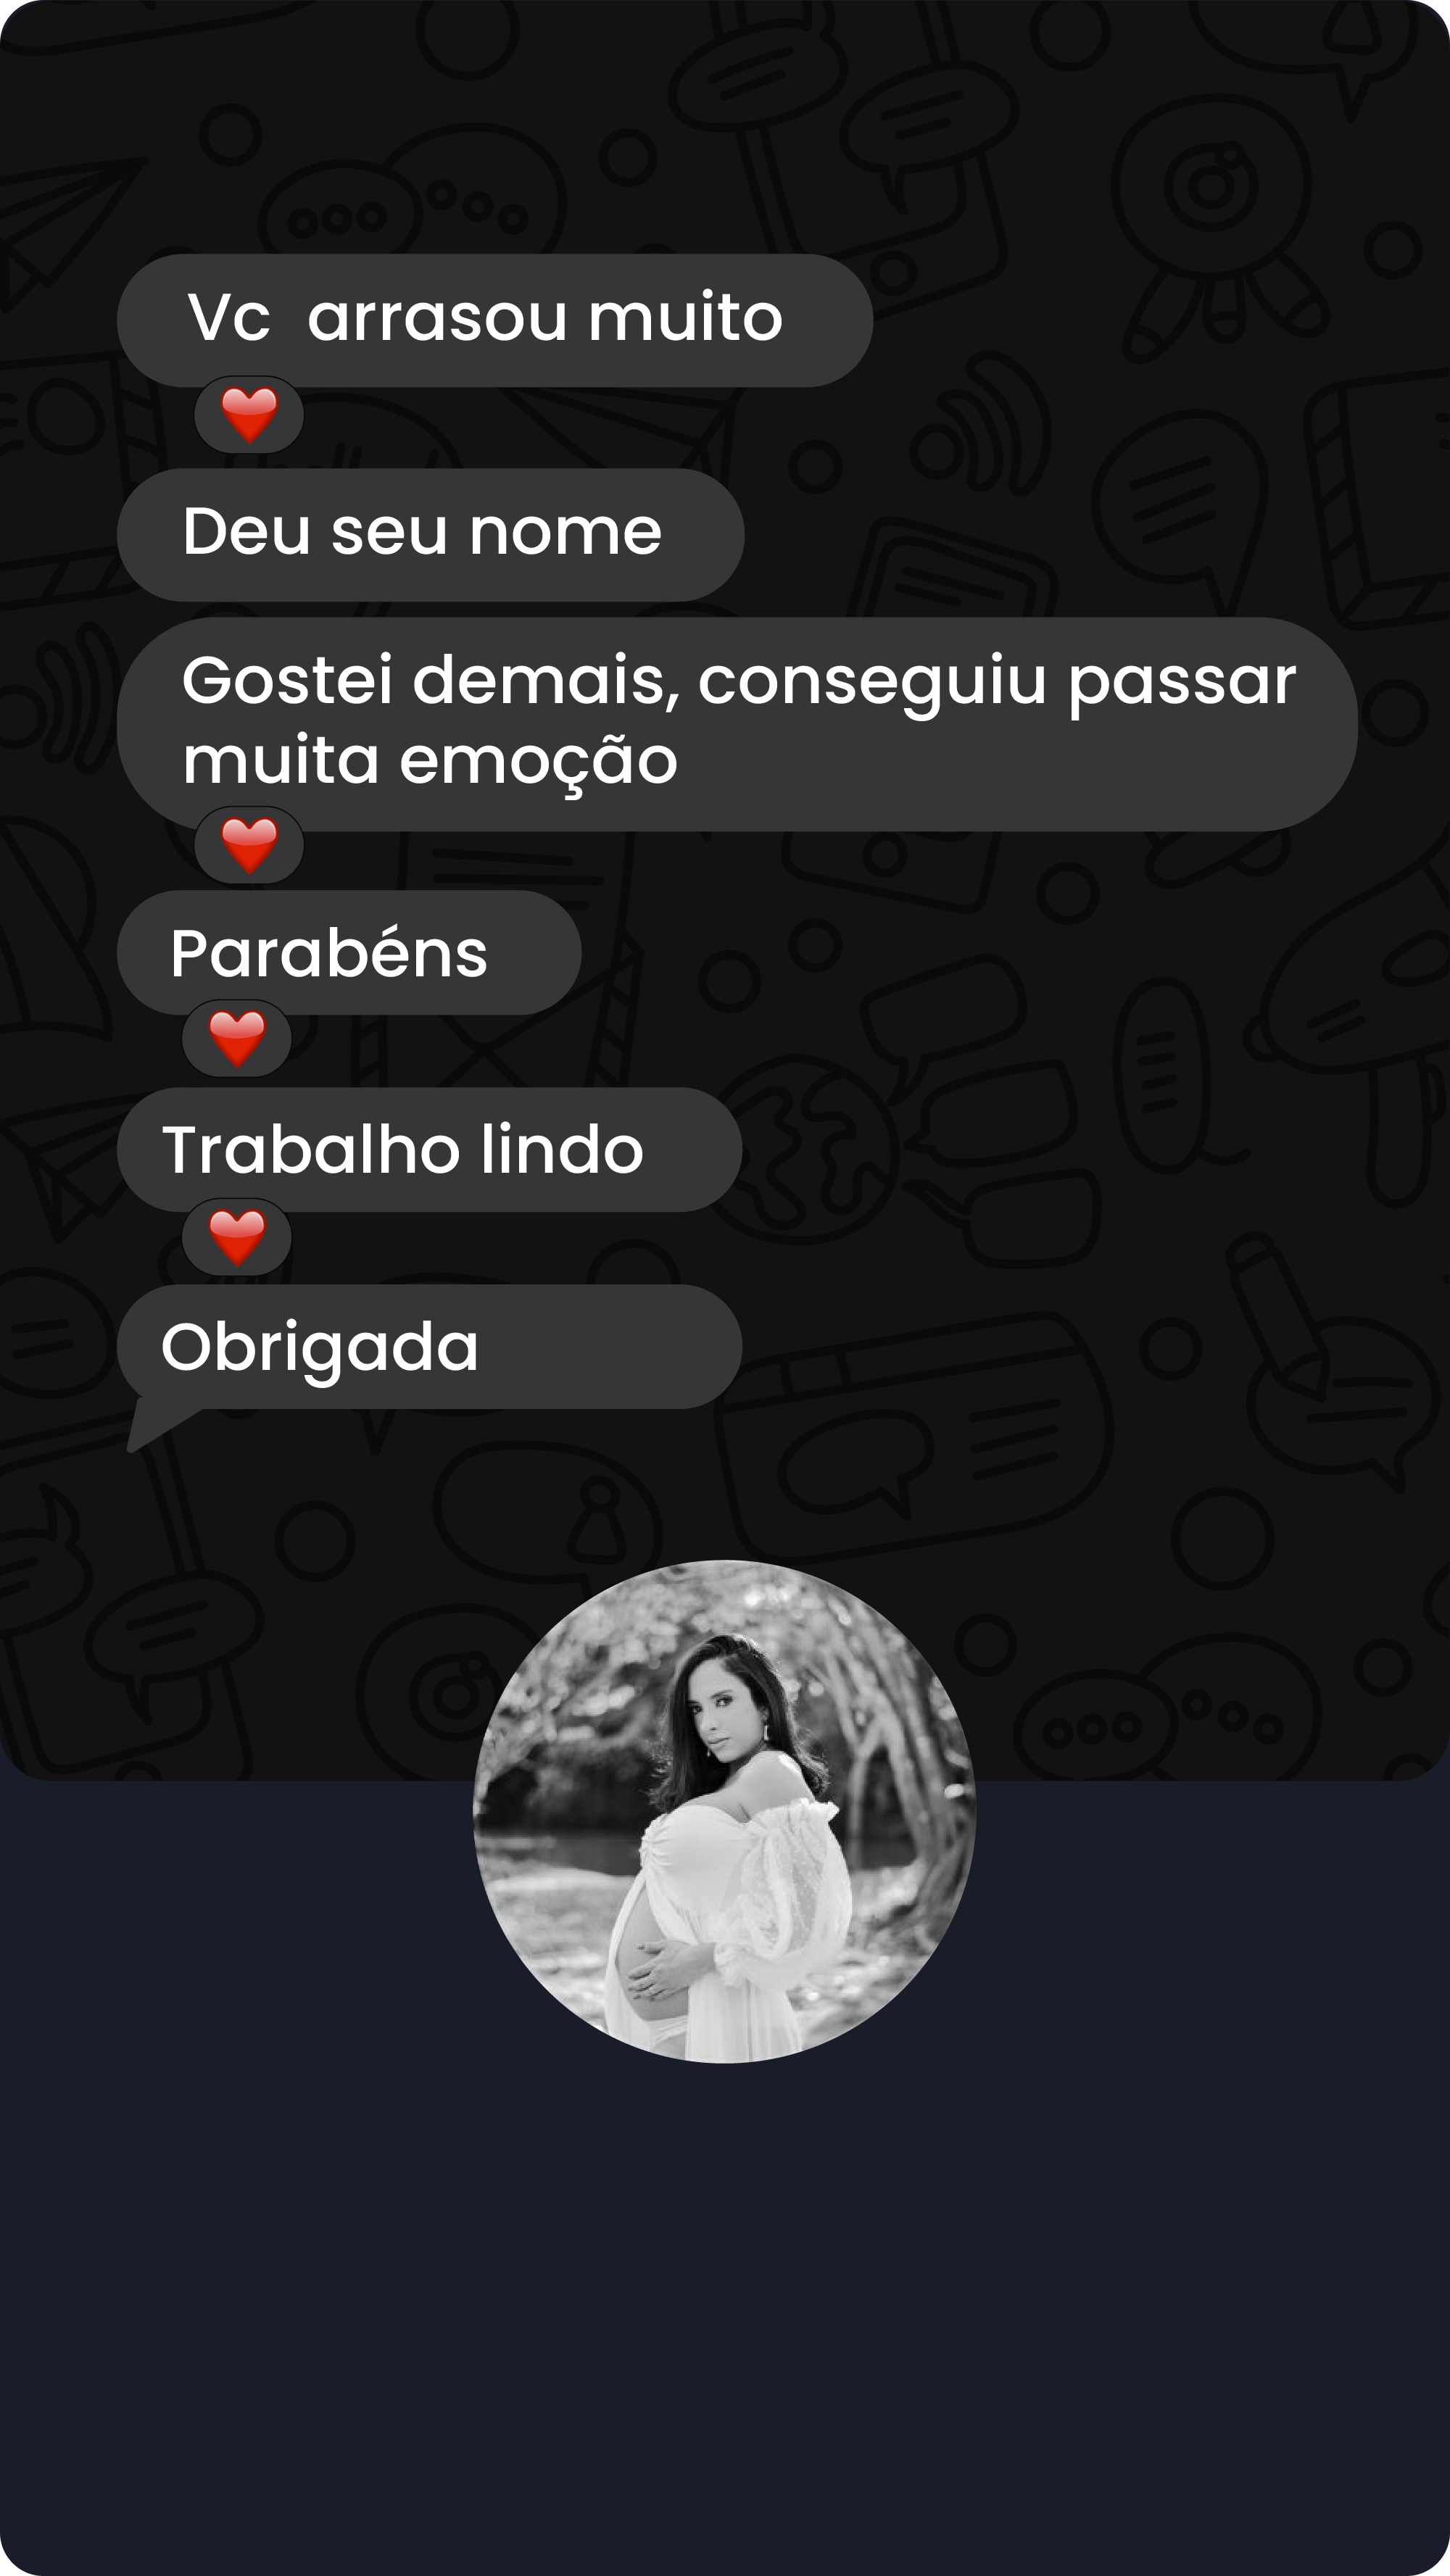 Vc  arrasou muito
Deu seu nome
Gostei demais, conseguiu passar
muita emoção
Parabéns
Trabalho lindo
Obrigada